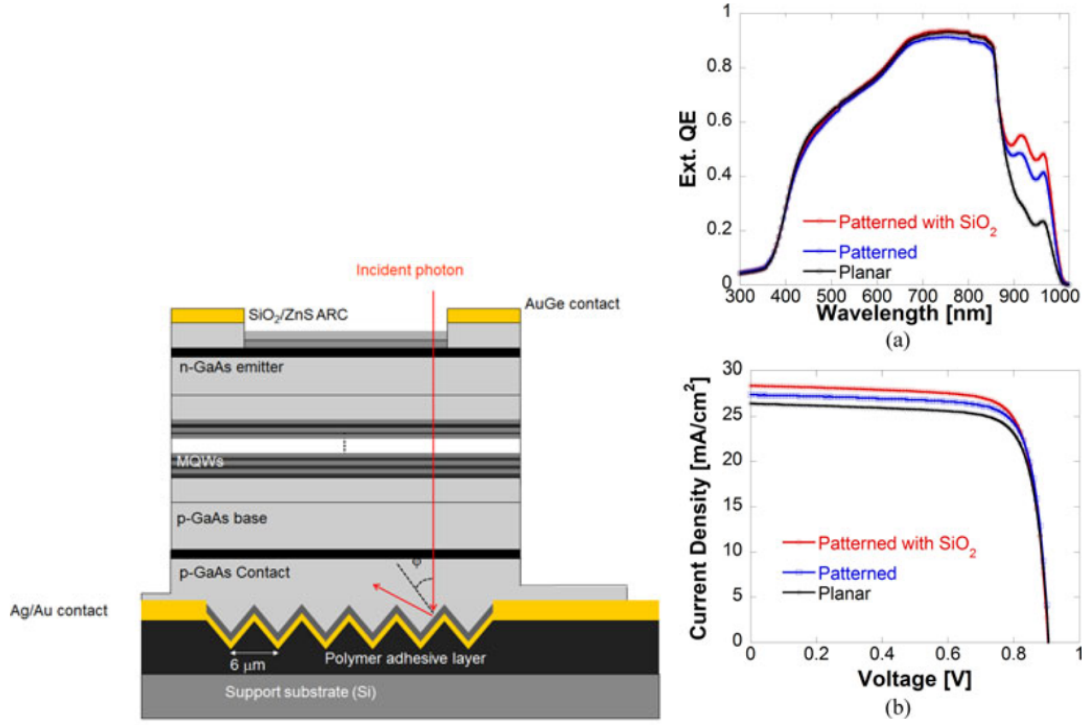 Incident photon
SiO₂/ZnS ARC
AuGe contact
n-GaAs emitter
MQWs
p-GaAs base
p-GaAs Contact
φ
Ag/Au contact
6 µm
Polymer adhesive layer
Support substrate (Si)
Ext. QE
1
0.8
0.6
0.4
0.2
0
Patterned with SiO₂
Patterned
Planar
300 400 500 600 700 800 900 1000
Wavelength [nm]
(a)
Current Density [mA/cm²]
30
25
20
15
10
5
0
Patterned with SiO₂
Patterned
Planar
0 0.2 0.4 0.6 0.8 1
Voltage [V]
(b)